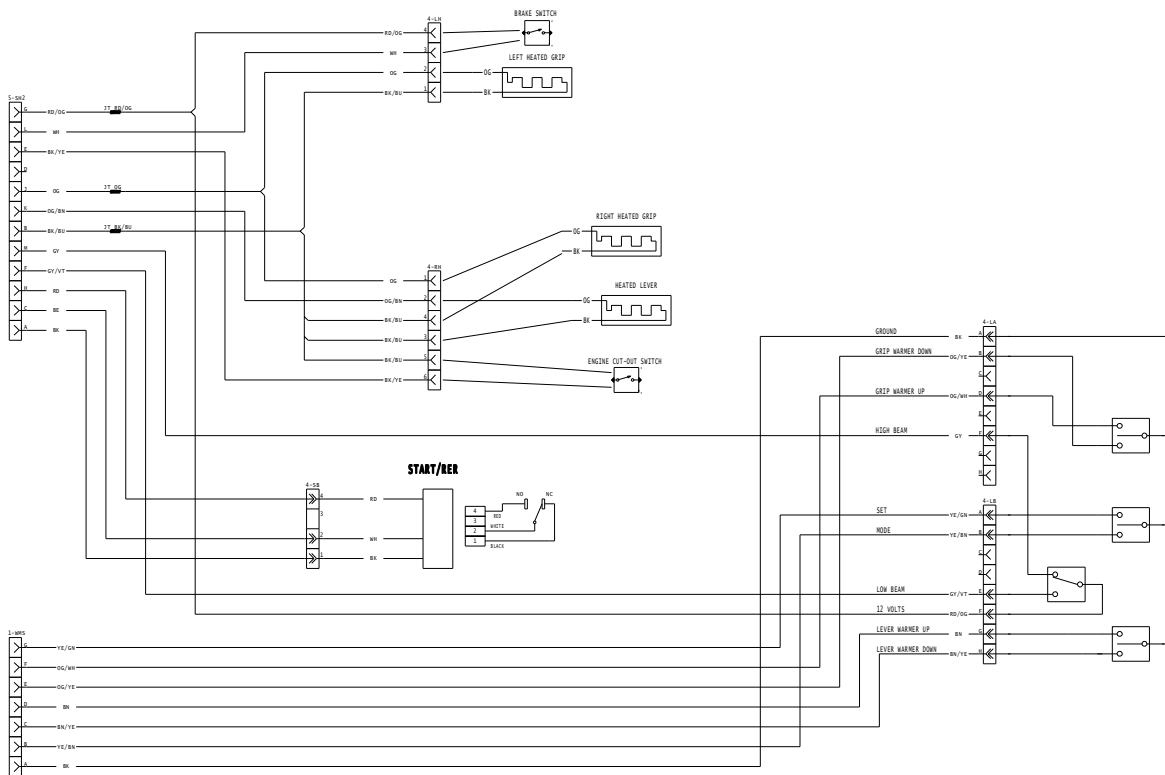 BRAKE SWITCH
4-LH
4 RD/OG
3 WH
LEFT HEATED GRIP
2 OG OG
1 BK/BU BK
5-SH2
G RD/OG JT_RD/OG
L WH
E BK/YE
D
J OG JT_OG
K OG/BN
B BK/BU JT_BK/BU
M GY
F GY/VT
H RD
C BE
A BK
RIGHT HEATED GRIP
OG
BK
4-RH
1 OG
2 OG/BN
4 BK/BU
3 BK/BU
5 BK/BU
6 BK/YE
HEATED LEVER
OG
BK
ENGINE CUT-OUT SWITCH
4-LA
GROUND BK A
GRIP WARMER DOWN OG/YE B
C
GRIP WARMER UP OG/WH D
E
HIGH BEAM GY F
G
H
START/RER
4-SB
4 RD
3
2 WH
1 BK
NO NC
4 RED
3 WHITE
2
1 BLACK
4-LB
SET YE/GN A
MODE YE/BN B
C
D
LOW BEAM GY/VT E
12 VOLTS RD/OG F
LEVER WARMER UP BN G
LEVER WARMER DOWN BN/YE H
1-WMS
G YE/GN
F OG/WH
E OG/YE
D BN
C BN/YE
B YE/BN
A BK